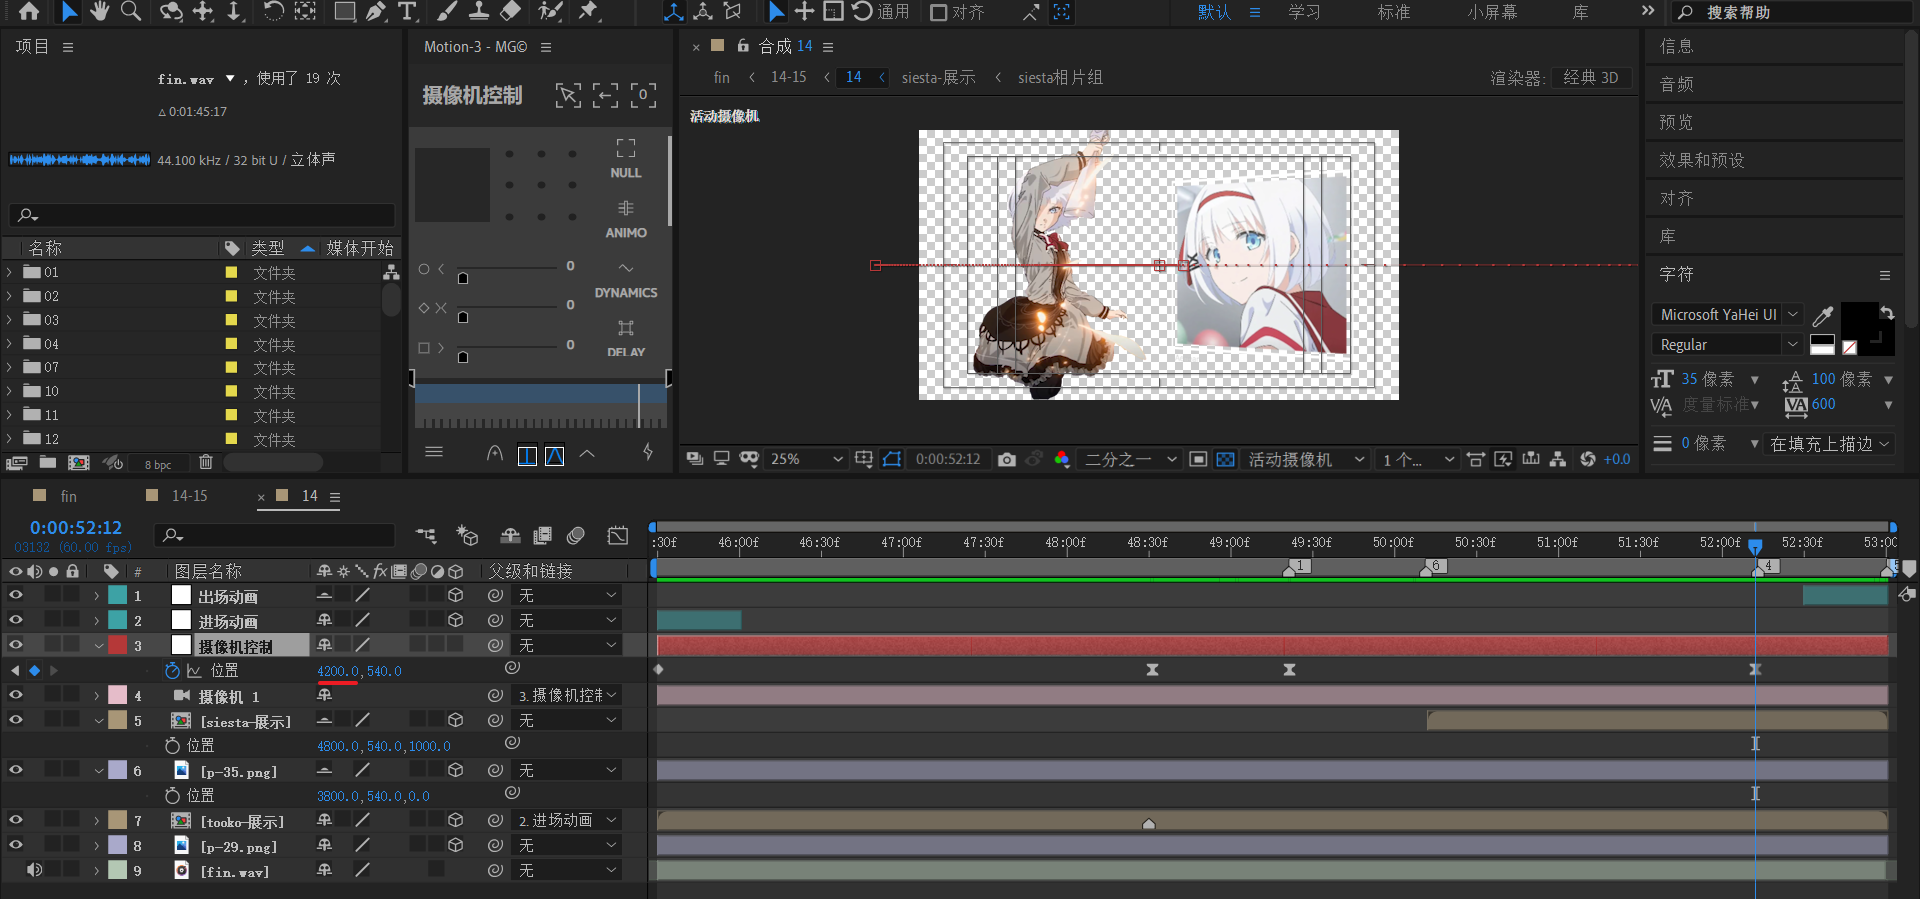 通用
对齐
默认
学习
标准
小屏幕
库
搜索帮助
项目
fin.wav ▼ ，使用了 19 次
△ 0:01:45:17
44.100 kHz / 32 bit U / 立体声
名称
类型
媒体开始
01 文件夹
02 文件夹
03 文件夹
04 文件夹
07 文件夹
10 文件夹
11 文件夹
12 文件夹
8 bpc
Motion-3 - MG©
摄像机控制
0
NULL
ANIMO
DYNAMICS
DELAY
0
0
0
合成 14
fin
14-15
14
siesta-展示
siesta相片组
渲染器:
经典 3D
活动摄像机
25%
0:00:52:12
二分之一
活动摄像机
1 个...
+0.0
信息
音频
预览
效果和预设
对齐
库
字符
Microsoft YaHei UI
Regular
35 像素
100 像素
度量标准
600
0 像素
在填充上描边
fin
14-15
14
0:00:52:12
03132 (60.00 fps)
:30f 46:00f 46:30f 47:00f 47:30f 48:00f 48:30f 49:00f 49:30f 50:00f 50:30f 51:00f 51:30f 52:00f 52:30f 53:00
1 6 4
# 图层名称 父级和链接
1 出场动画 无
2 进场动画 无
3 摄像机控制 无
位置 4200.0,540.0
4 摄像机 1 3. 摄像机控制
5 [siesta-展示] 无
位置 4800.0,540.0,1000.0
6 [p-35.png] 无
位置 3800.0,540.0,0.0
7 [tooko-展示] 2. 进场动画
8 [p-29.png] 无
9 [fin.wav] 无